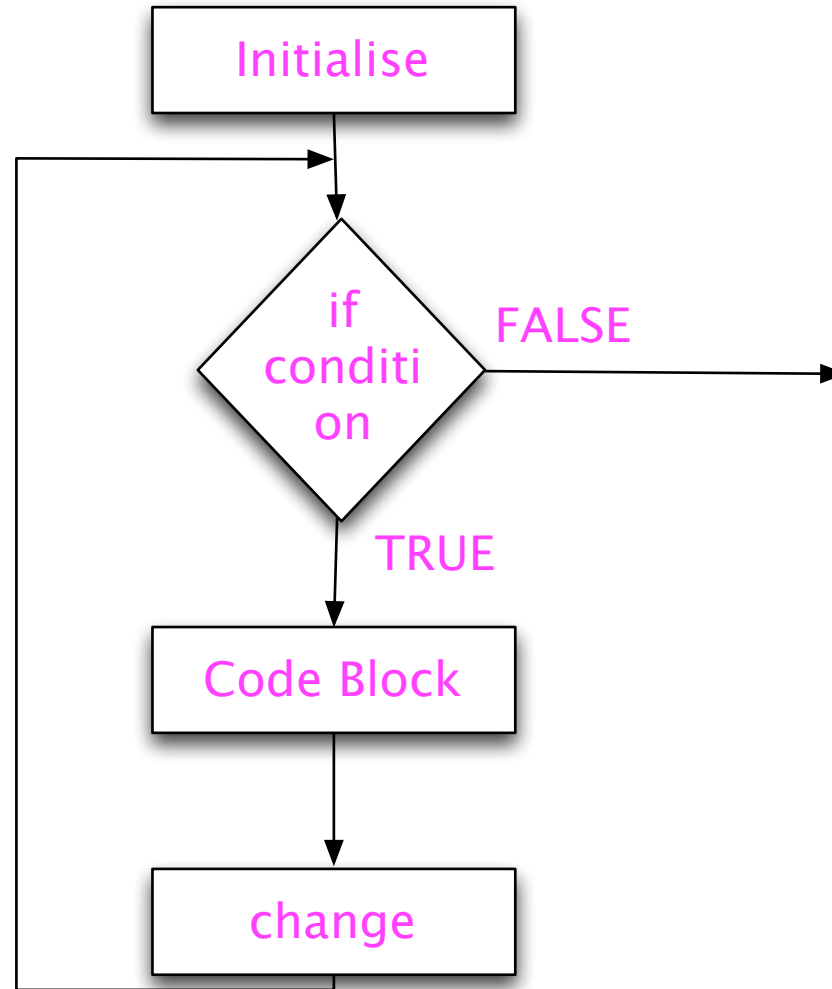 Initialise
if
conditi
on
FALSE
TRUE
Code Block
change